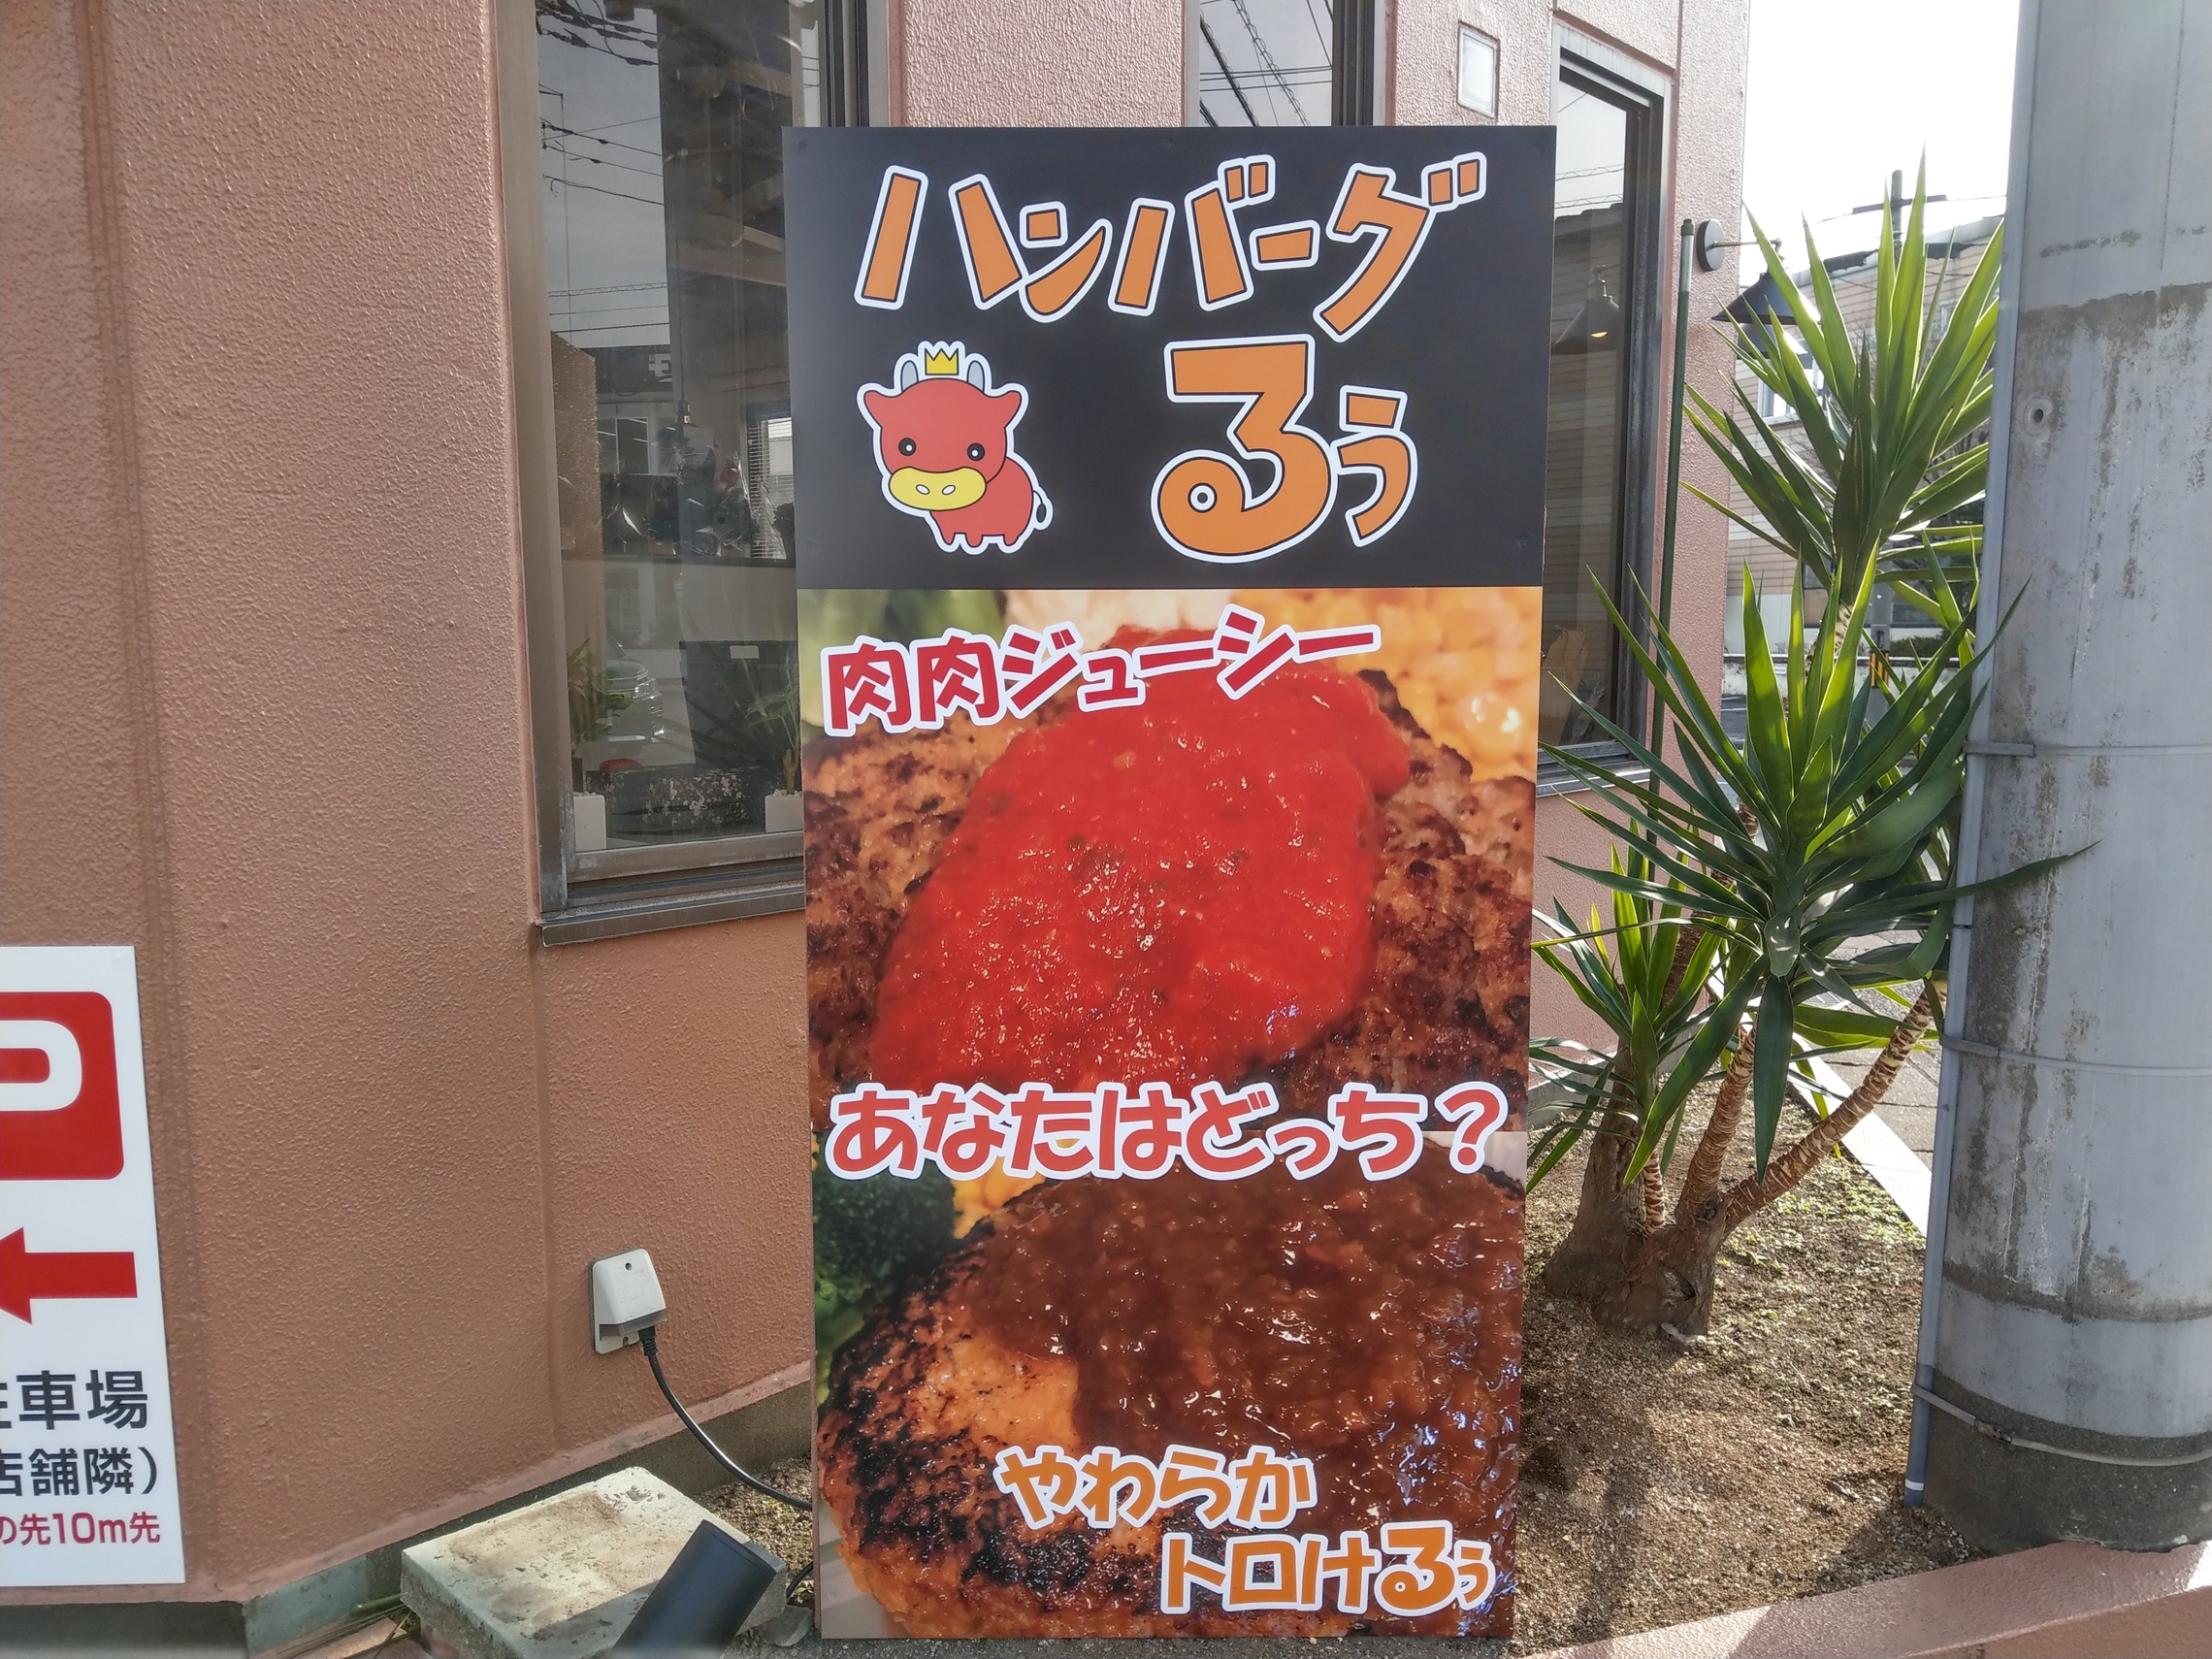 ハンバーグ
るぅ
肉肉ジューシー
あなたはどっち？
やわらか
トロけるぅ
P
車場
店舗隣）
の先10m先